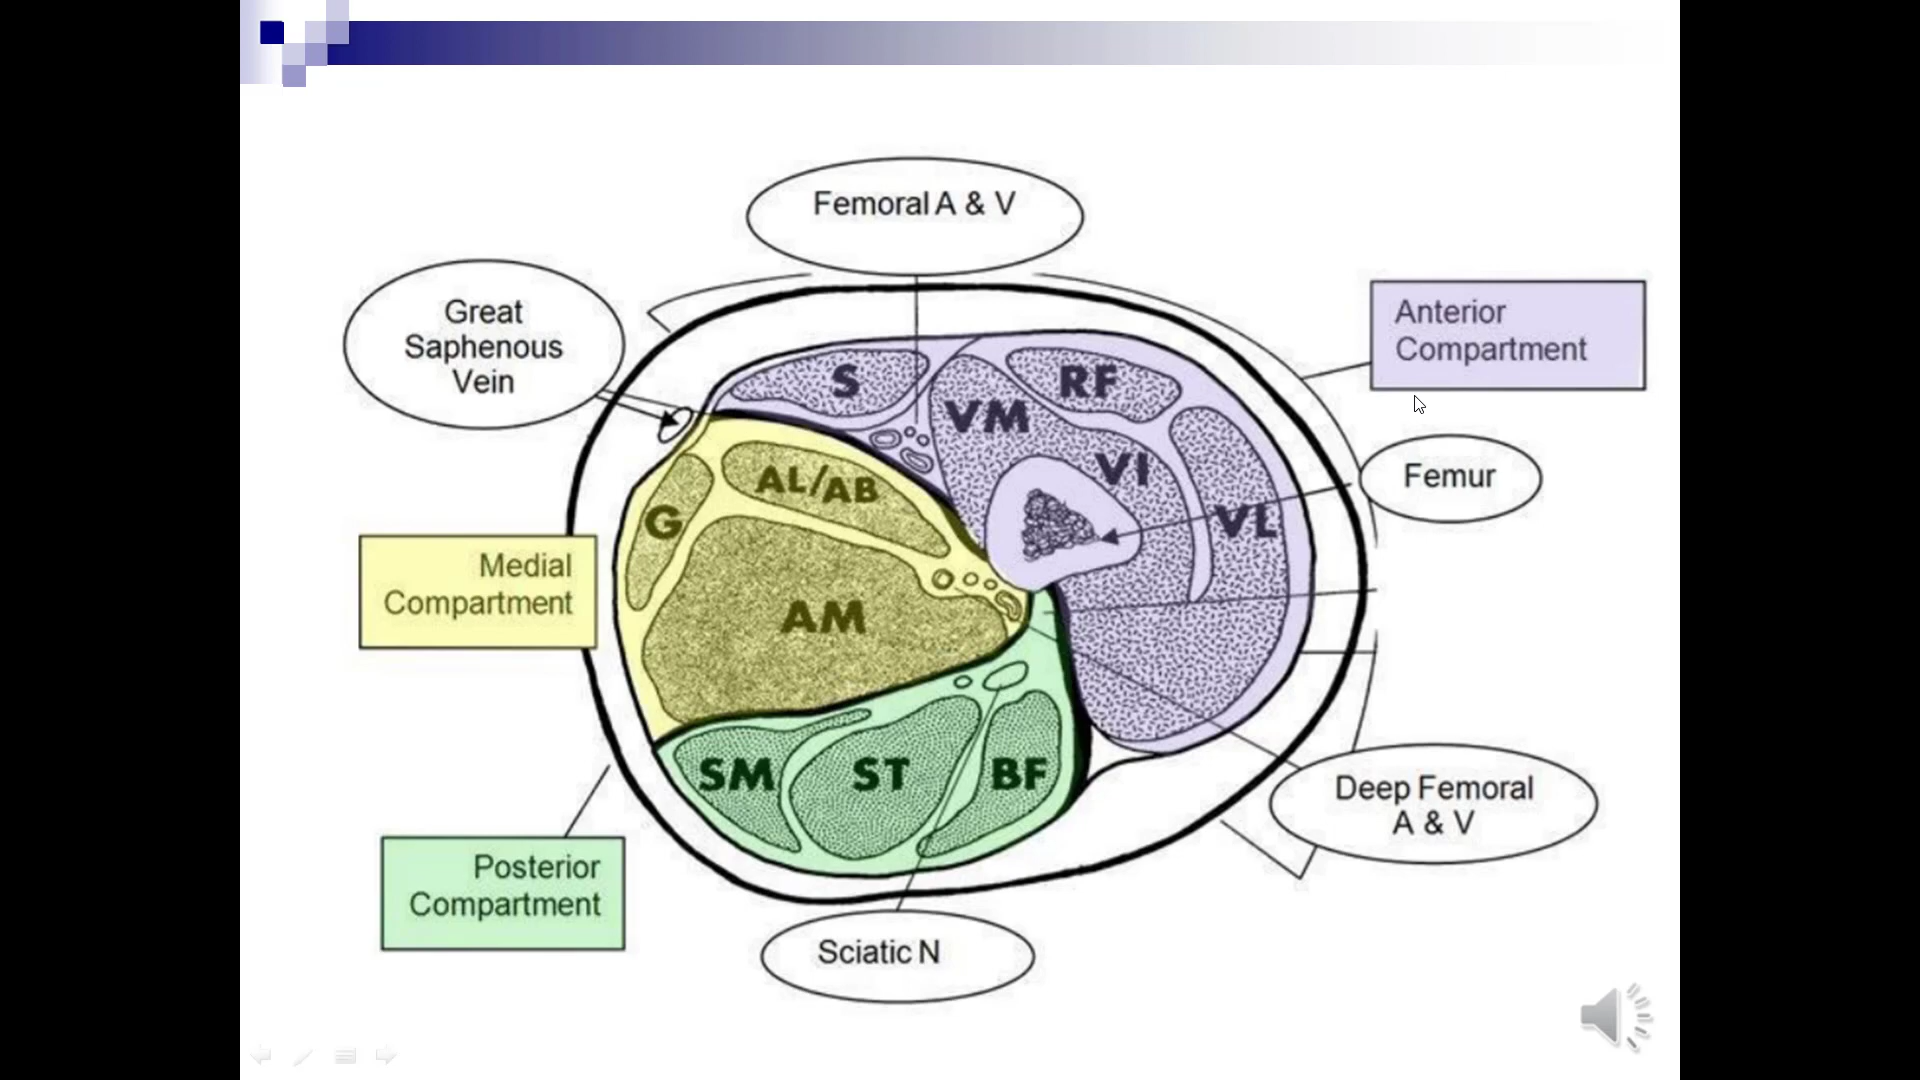 Femoral A & V
Great
Saphenous
Vein
Anterior
Compartment
S
RF
VM
VI
Femur
AL/AB
G
VL
Medial
Compartment
AM
SM
ST
BF
Deep Femoral
A & V
Posterior
Compartment
Sciatic N